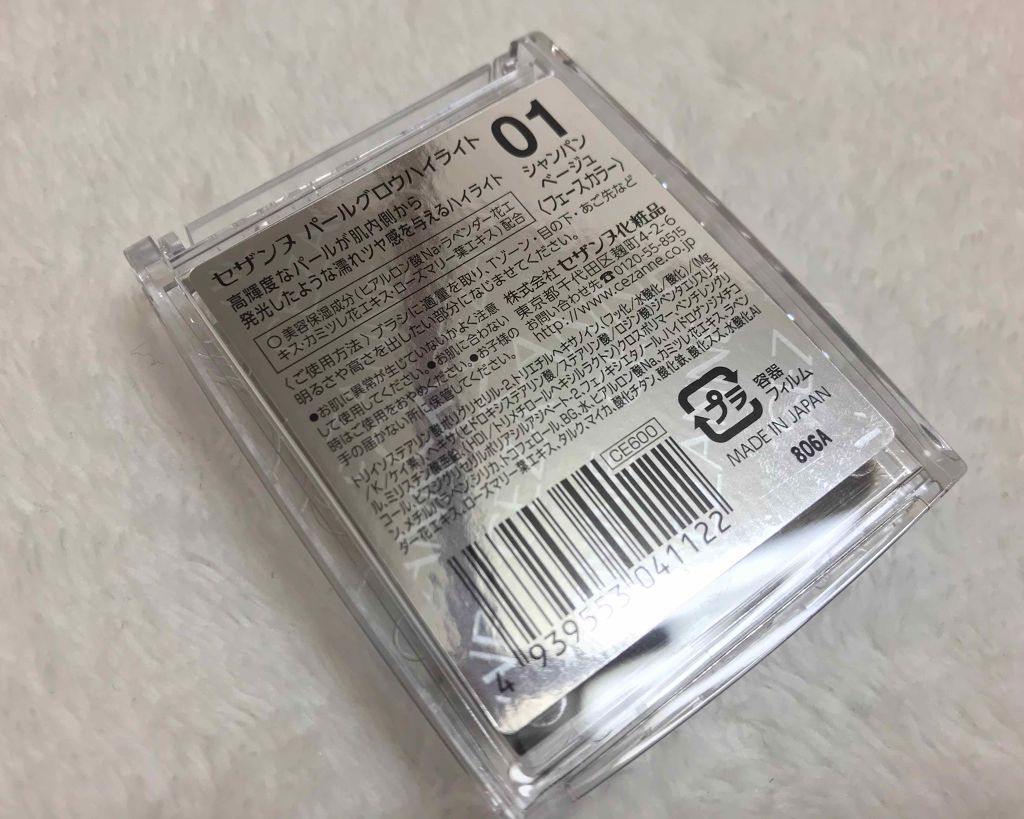 セザンヌ パールグロウハイライト
01
高輝度なパールが肌内側から
発光したような濡れツヤ感を与えるハイライト
シャンパン
ベージュ
〈フェースカラー〉
○美容保湿成分(ヒアルロン酸Na・ラベンダー花エ
キス・カミツレ花エキス・ローズマリー葉エキス)配合
〈ご使用方法〉ブラシに適量を取り、Tゾーン・目の下・あご先など
明るさや高さを出したい部分になじませてください。
●お肌に異常が生じていないかよく注意
して使用してください。●お肌に合わない
時はご使用をおやめください。●お子様の
手の届かない所に保管してください。
株式会社 セザンヌ化粧品
東京都千代田区麹町4-2-6
お問い合わせ先☎0120-55-8515
http://www.cezanne.co.jp
CE600
プラ
容器
フィルム
MADE IN JAPAN
806A
4 939553 041122